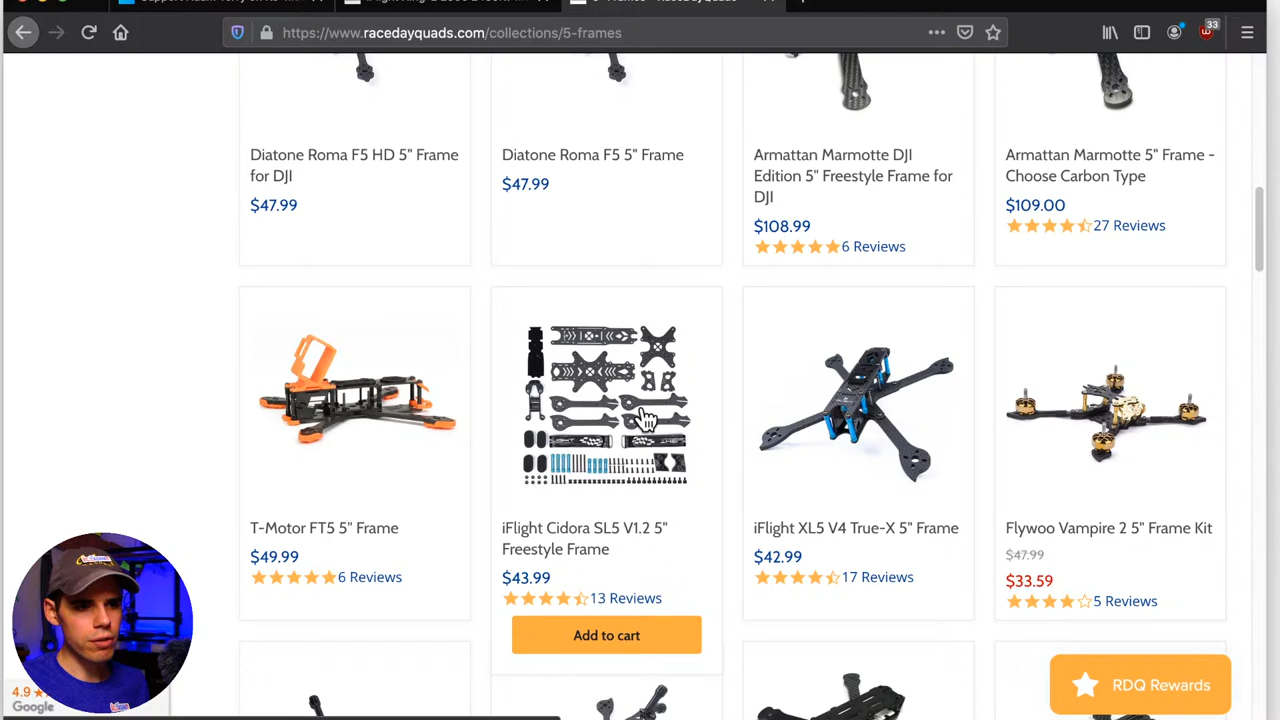 https://www.racedayquads.com/collections/5-frames
33
Diatone Roma F5 HD 5" Frame
for DJI
$47.99
Diatone Roma F5 5" Frame
$47.99
Armattan Marmotte DJI
Edition 5" Freestyle Frame for
DJI
$108.99
6 Reviews
Armattan Marmotte 5" Frame -
Choose Carbon Type
$109.00
27 Reviews
T-Motor FT5 5" Frame
$49.99
6 Reviews
iFlight Cidora SL5 V1.2 5"
Freestyle Frame
$43.99
13 Reviews
Add to cart
iFlight XL5 V4 True-X 5" Frame
$42.99
17 Reviews
Flywoo Vampire 2 5" Frame Kit
$47.99
$33.59
5 Reviews
4.9
Google
RDQ Rewards